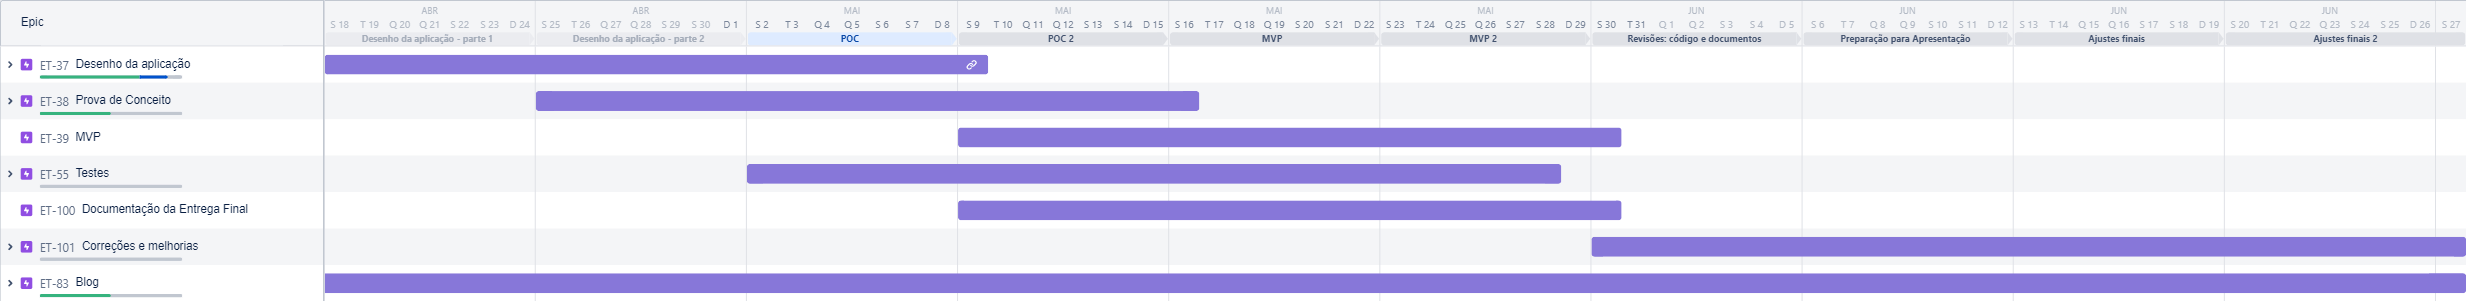 Epic
ABR ABR MAI MAI MAI MAI JUN JUN JUN JUN
S 18 T 19 Q 20 Q 21 S 22 S 23 D 24 S 25 T 26 Q 27 Q 28 S 29 S 30 D 1 S 2 T 3 Q 4 Q 5 S 6 S 7 D 8 S 9 T 10 Q 11 Q 12 S 13 S 14 D 15 S 16 T 17 Q 18 Q 19 S 20 S 21 D 22 S 23 T 24 Q 25 Q 26 S 27 S 28 D 29 S 30 T 31 Q 1 Q 2 S 3 S 4 D 5 S 6 T 7 Q 8 Q 9 S 10 S 11 D 12 S 13 T 14 Q 15 Q 16 S 17 S 18 D 19 S 20 T 21 Q 22 Q 23 S 24 S 25 D 26 S 27
Desenho da aplicação - parte 1 Desenho da aplicação - parte 2 POC POC 2 MVP MVP 2 Revisões: código e documentos Preparação para Apresentação Ajustes finais Ajustes finais 2
ET-37 Desenho da aplicação
ET-38 Prova de Conceito
ET-39 MVP
ET-55 Testes
ET-100 Documentação da Entrega Final
ET-101 Correções e melhorias
ET-83 Blog